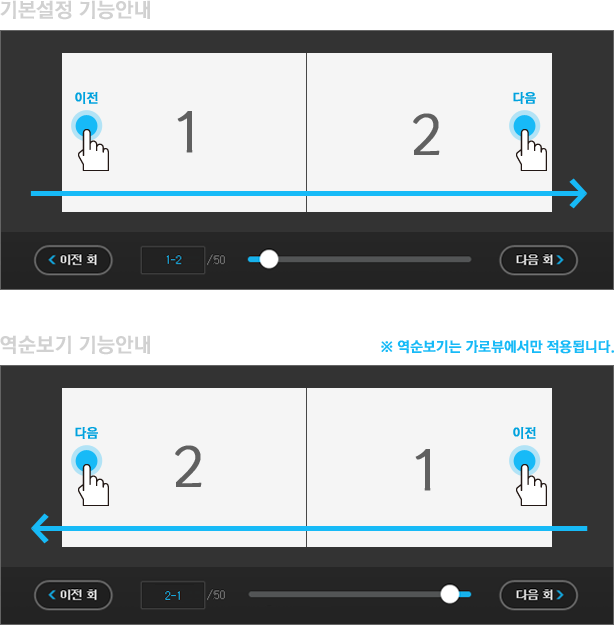 기본설정 기능안내
이전 다음
1 2
이전 회 1-2 /50 다음 회
역순보기 기능안내 ※ 역순보기는 가로뷰에서만 적용됩니다.
다음 이전
2 1
이전 회 2-1 /50 다음 회